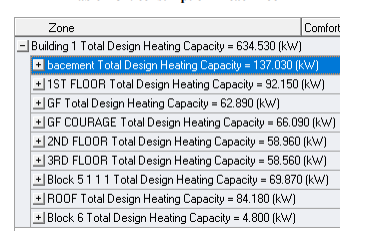 Zone Comfort
Building 1 Total Design Heating Capacity = 634.530 (kW)
bacement Total Design Heating Capacity = 137.030 (kW)
1ST FLOOR Total Design Heating Capacity = 92.150 (kW)
GF Total Design Heating Capacity = 62.890 (kW)
GF COURAGE Total Design Heating Capacity = 66.090 (kW)
2ND FLOOR Total Design Heating Capacity = 58.960 (kW)
3RD FLOOR Total Design Heating Capacity = 58.560 (kW)
Block 5 1 1 1 Total Design Heating Capacity = 69.870 (kW)
ROOF Total Design Heating Capacity = 84.180 (kW)
Block 6 Total Design Heating Capacity = 4.800 (kW)